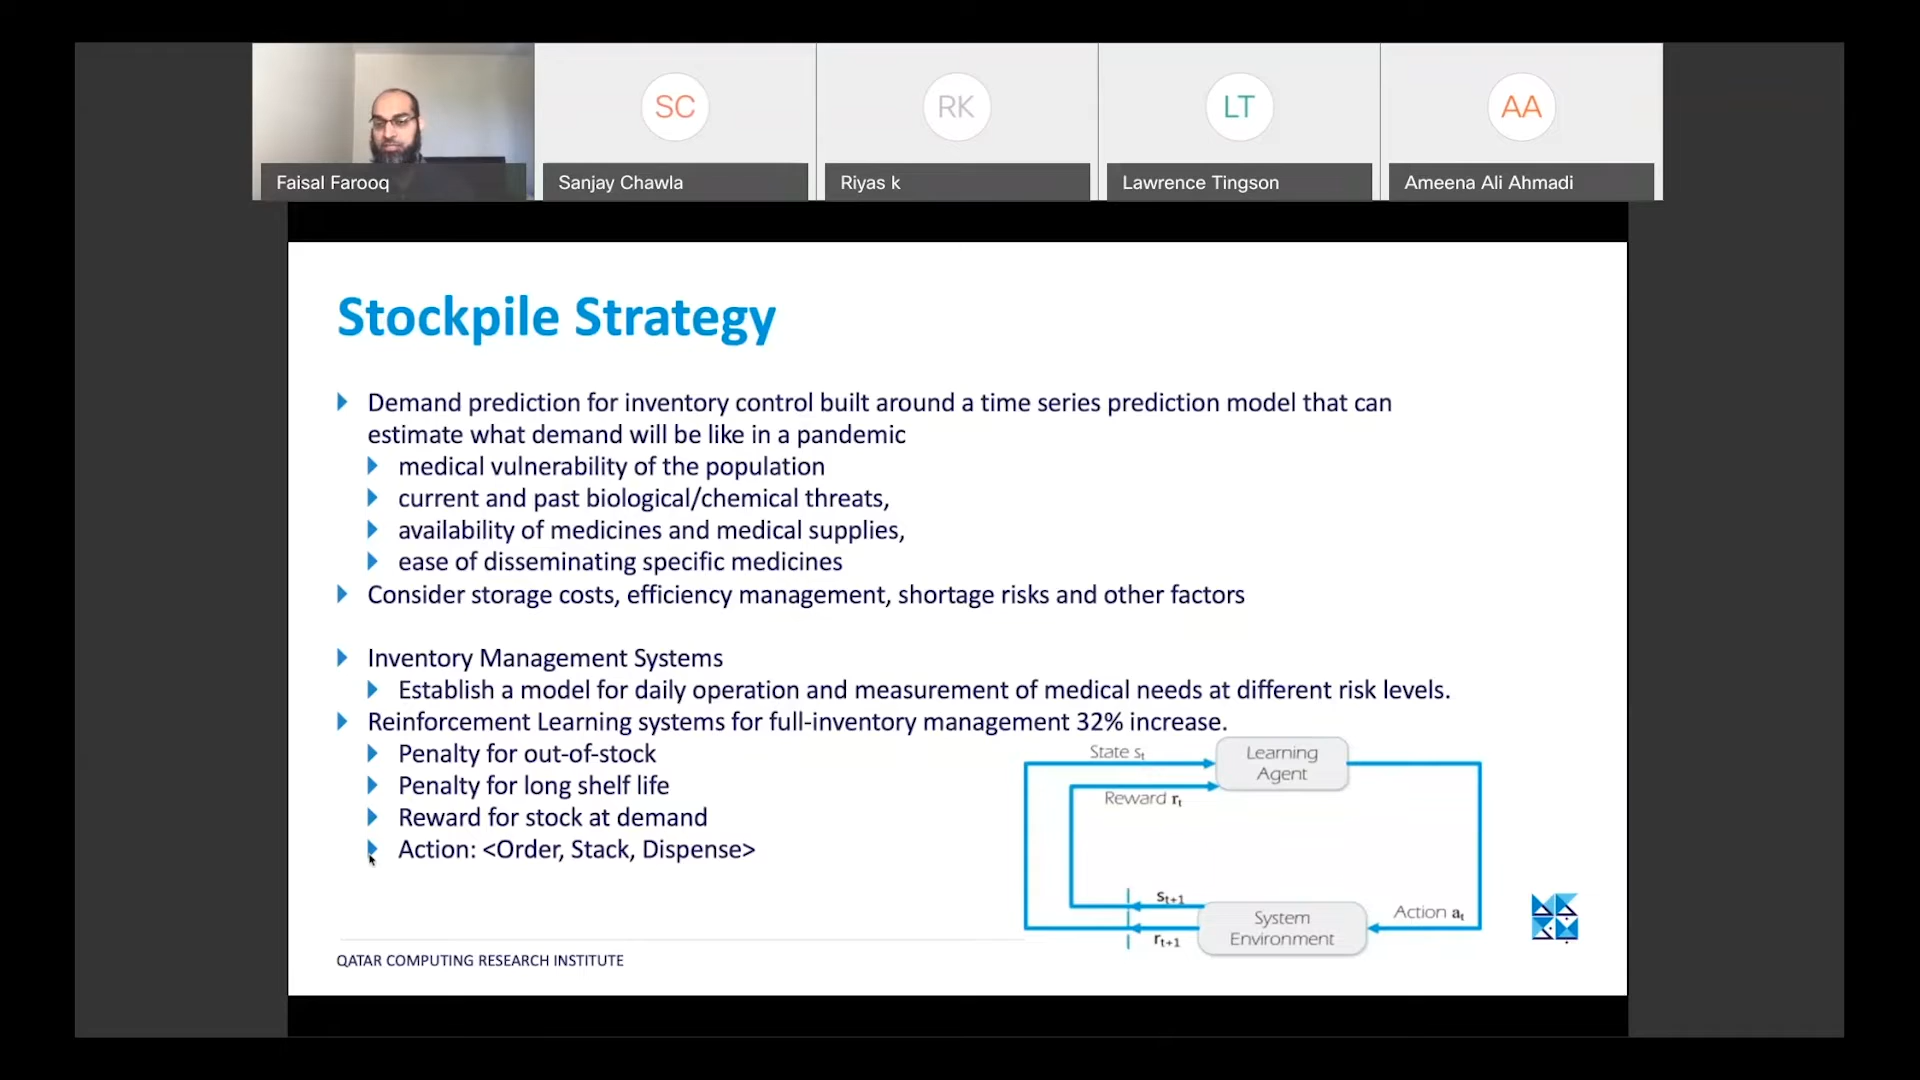 SC
RK
LT
AA
Faisal Farooq
Sanjay Chawla
Riyas k
Lawrence Tingson
Ameena Ali Ahmadi
Stockpile Strategy
Demand prediction for inventory control built around a time series prediction model that can
estimate what demand will be like in a pandemic
medical vulnerability of the population
current and past biological/chemical threats,
availability of medicines and medical supplies,
ease of disseminating specific medicines
Consider storage costs, efficiency management, shortage risks and other factors
Inventory Management Systems
Establish a model for daily operation and measurement of medical needs at different risk levels.
Reinforcement Learning systems for full-inventory management 32% increase.
Penalty for out-of-stock
Penalty for long shelf life
Reward for stock at demand
Action: <Order, Stack, Dispense>
State st
Learning
Agent
Reward rt
st+1
System
Environment
Action at
rt+1
QATAR COMPUTING RESEARCH INSTITUTE